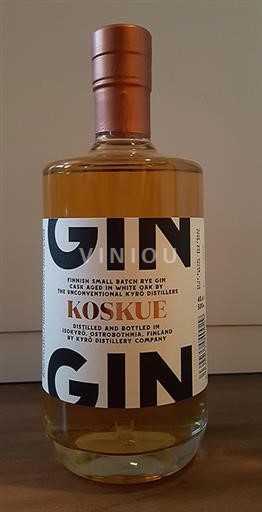 GIN
VINIOU
FINNISH SMALL BATCH RYE GIN
CASK AGED IN WHITE OAK BY
THE UNCONVENTIONAL KYRÖ DISTILLERS
KOSKUE
DISTILLED AND BOTTLED IN
ISOKYRÖ, OSTROBOTHNIA, FINLAND
BY KYRÖ DISTILLERY COMPANY
GIN